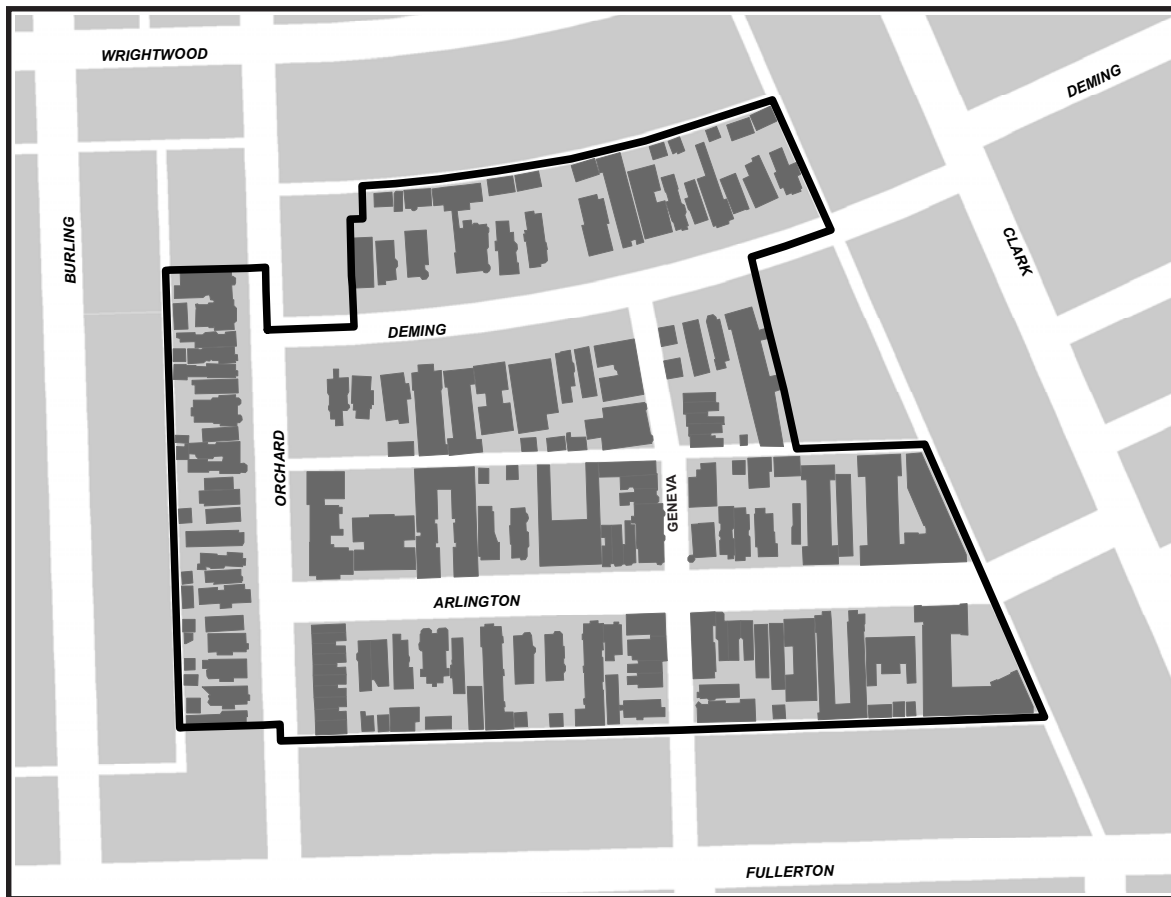 WRIGHTWOOD
DEMING
BURLING
CLARK
DEMING
ORCHARD
GENEVA
ARLINGTON
FULLERTON